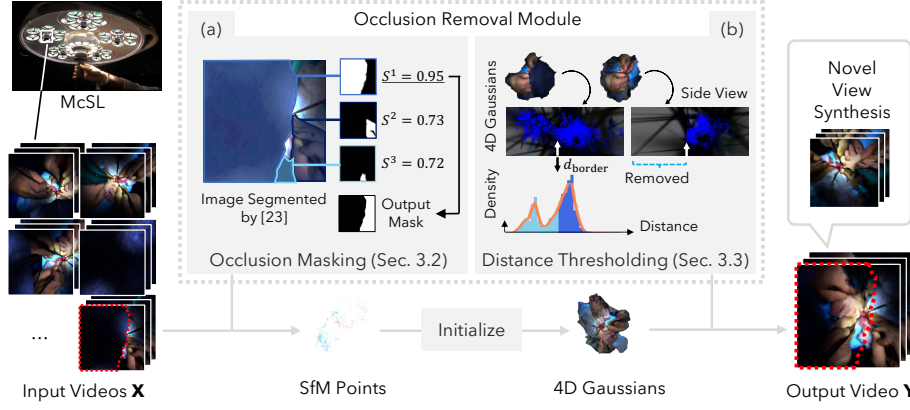 Occlusion Removal Module
(a)
(b)
McSL
S¹ = 0.95
S² = 0.73
S³ = 0.72
Image Segmented
by [23]
Output
Mask
Occlusion Masking (Sec. 3.2)
4D Gaussians
Side View
d_border
Removed
Density
Distance
Distance Thresholding (Sec. 3.3)
Novel
View
Synthesis
...
Input Videos X
SfM Points
Initialize
4D Gaussians
Output Video Y